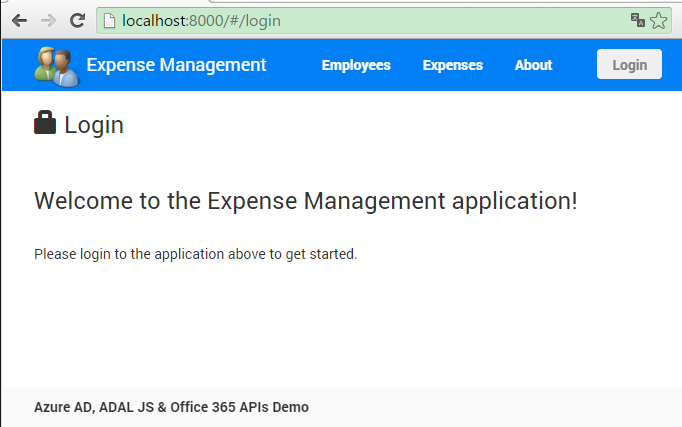 localhost:8000/#/login
Expense Management Employees Expenses About Login
Login
Welcome to the Expense Management application!
Please login to the application above to get started.
Azure AD, ADAL JS & Office 365 APIs Demo